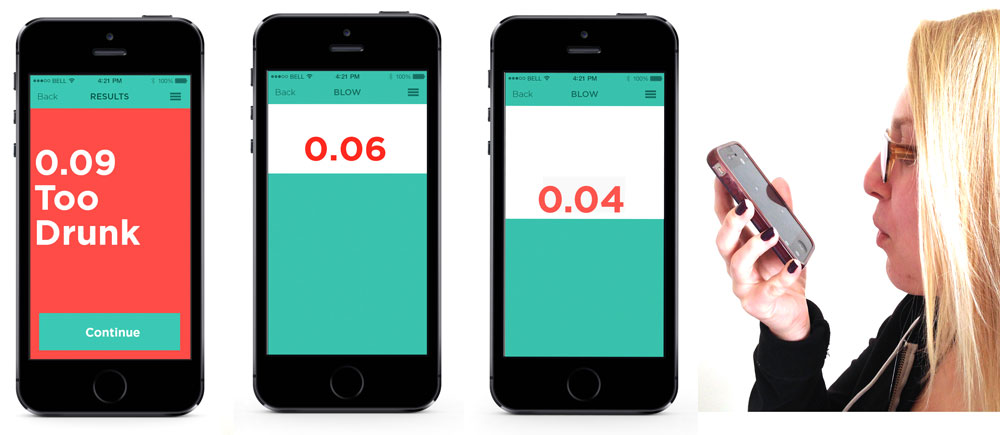 BELL 4:21 PM 100%
Back RESULTS
0.09
Too
Drunk
Continue
BELL 4:21 PM 100%
Back BLOW
0.06
BELL 4:21 PM 100%
Back BLOW
0.04